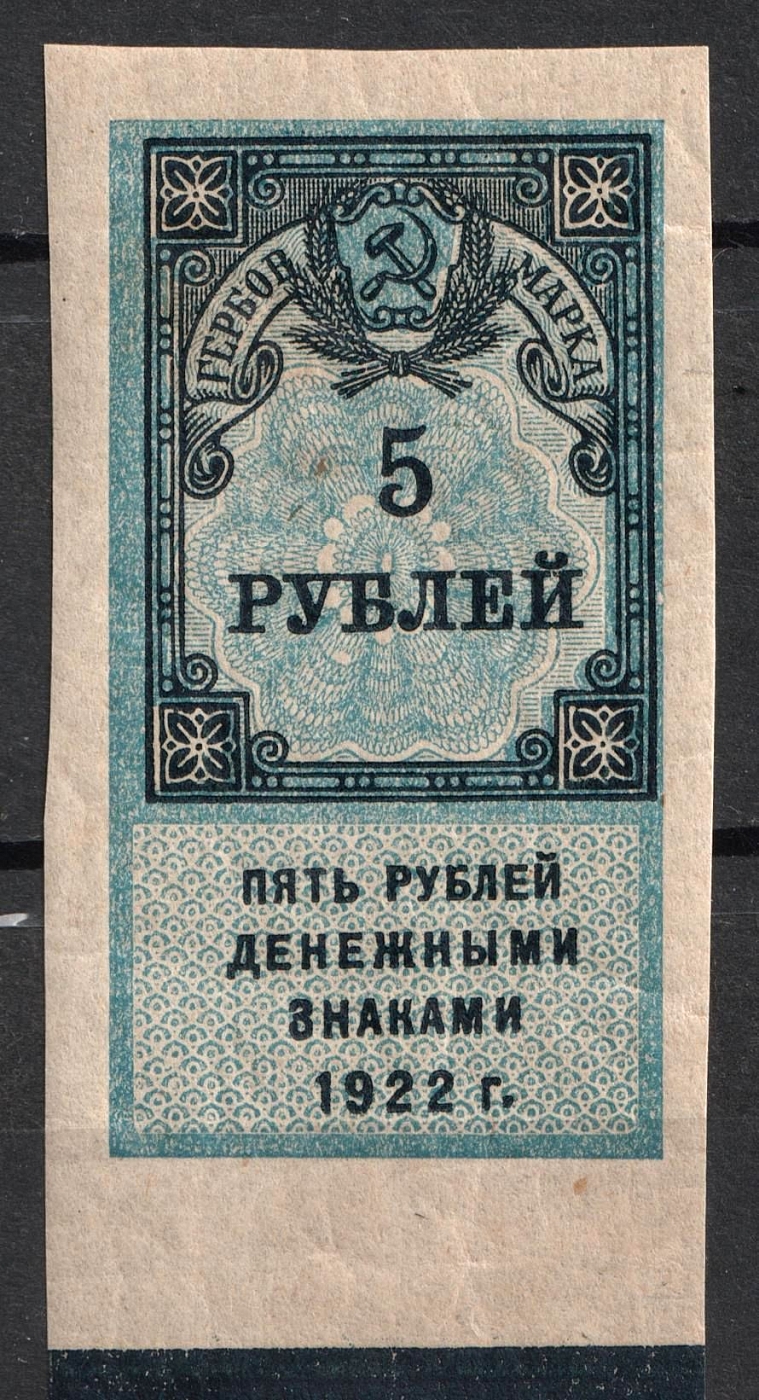 ГЕРБОВ. МАРКА
5
РУБЛЕЙ
ПЯТЬ РУБЛЕЙ
ДЕНЕЖНЫМИ
ЗНАКАМИ
1922 г.